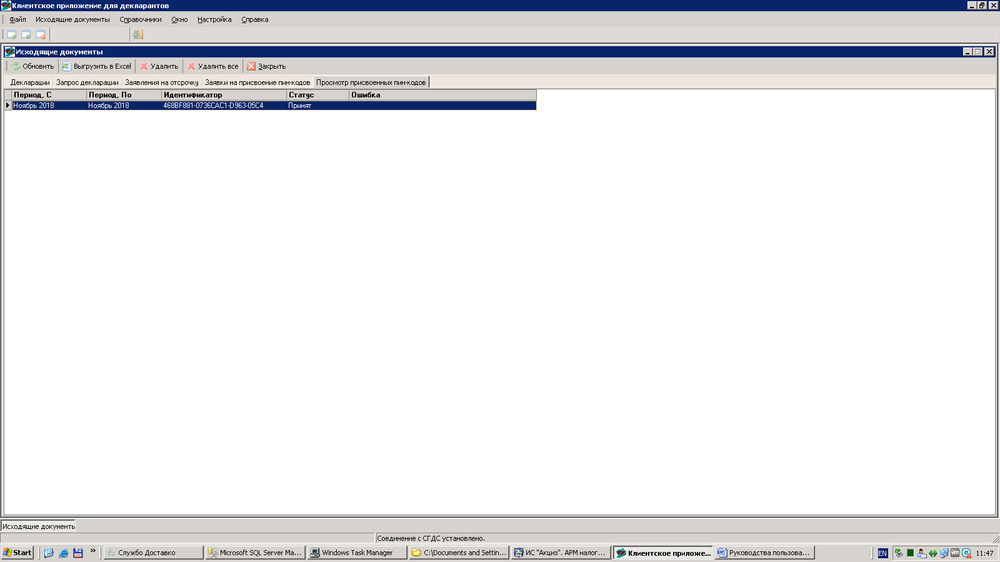 Клиентское приложение для декларантов
Файл Исходящие документы Справочники Окно Настройка Справка
Исходящие документы
Обновить Выгрузить в Excel Удалить Удалить все Закрыть
Декларации Запрос декларации Заявления на отсрочку Заявки на присвоение пин-кодов Просмотр присвоенных пин-кодов
Период, С Период, По Идентификатор Статус Ошибка
Ноябрь 2018 Ноябрь 2018 468BF881-0736CAC1-D963-05C4 Принят
Исходящие документь
Соединение с СГДС установлено.
Start » Службо Доставко Microsoft SQL Server Ma... Windows Task Manager C:\Documents and Settin... ИС "Акциз". АРМ налог... Клиентское приложе... Руководства пользова... EN 11:47